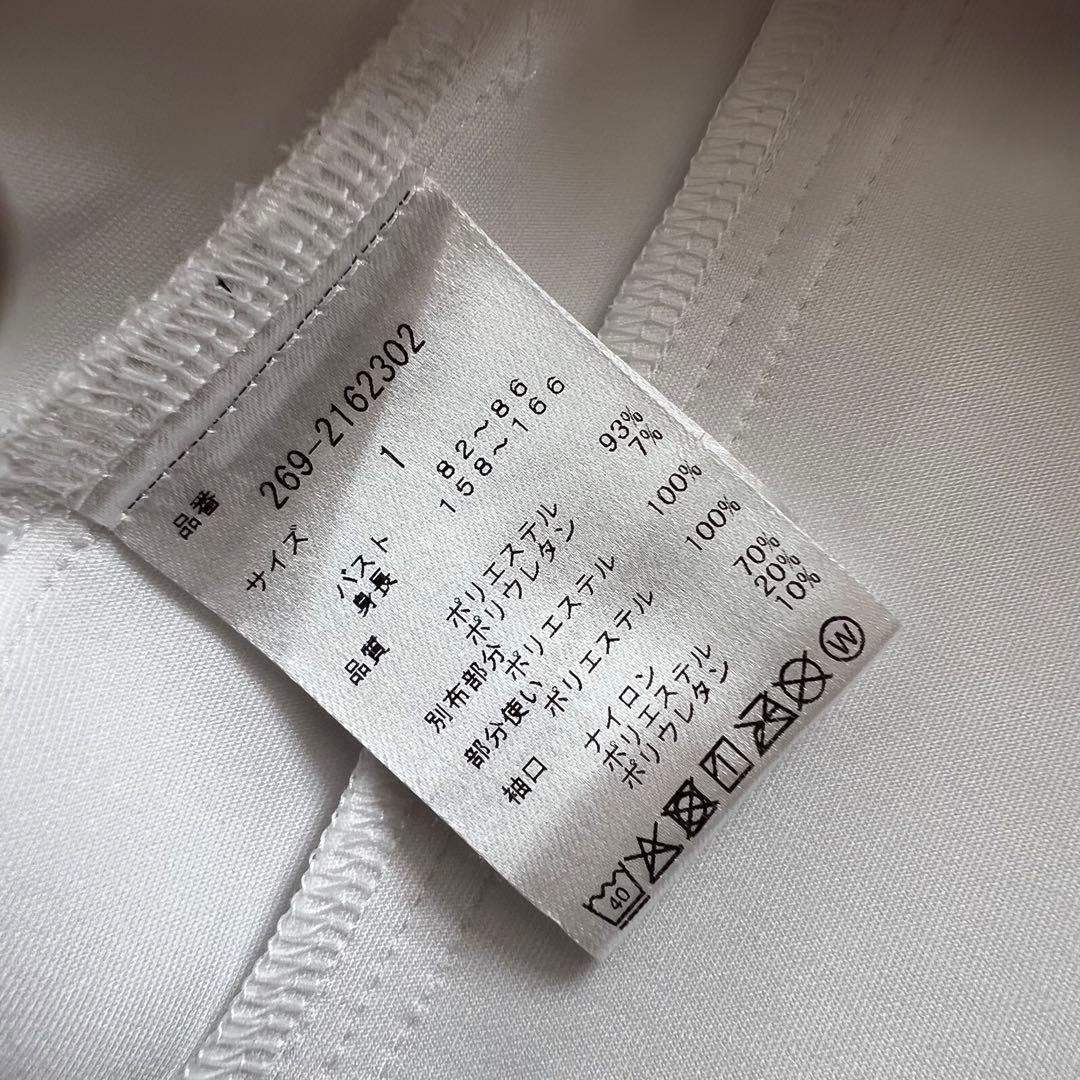 品番 269-2162302
サイズ 1
バスト 82～86
身長 158～166
品質 ポリエステル 93%
ポリウレタン 7%
別布部分 ポリエステル 100%
部分使い ポリエステル 100%
袖口 ナイロン 70%
ポリエステル 20%
ポリウレタン 10%
40 W